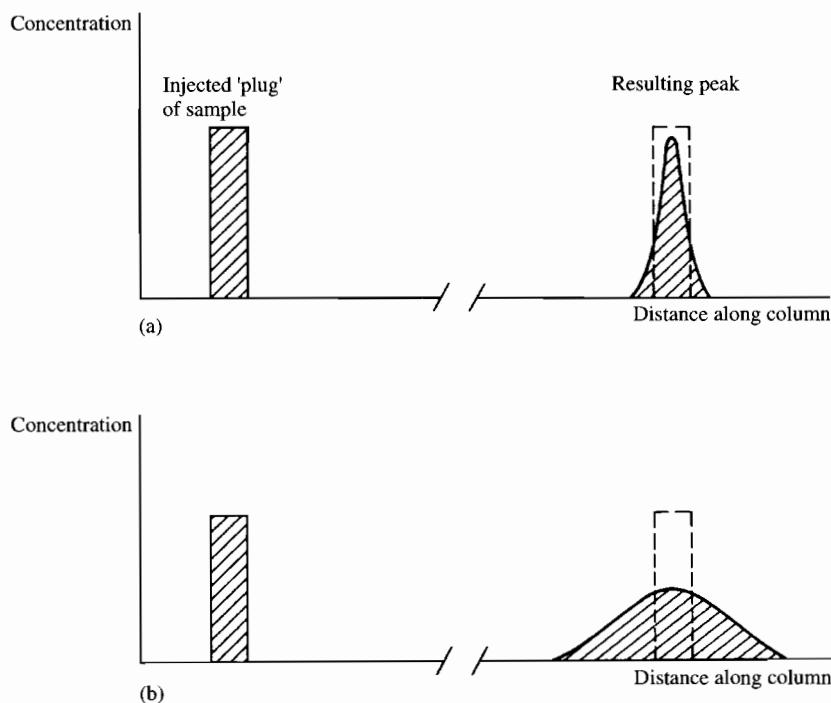 Concentration
Injected 'plug'
of sample
Resulting peak
Distance along column
(a)
Concentration
Distance along column
(b)